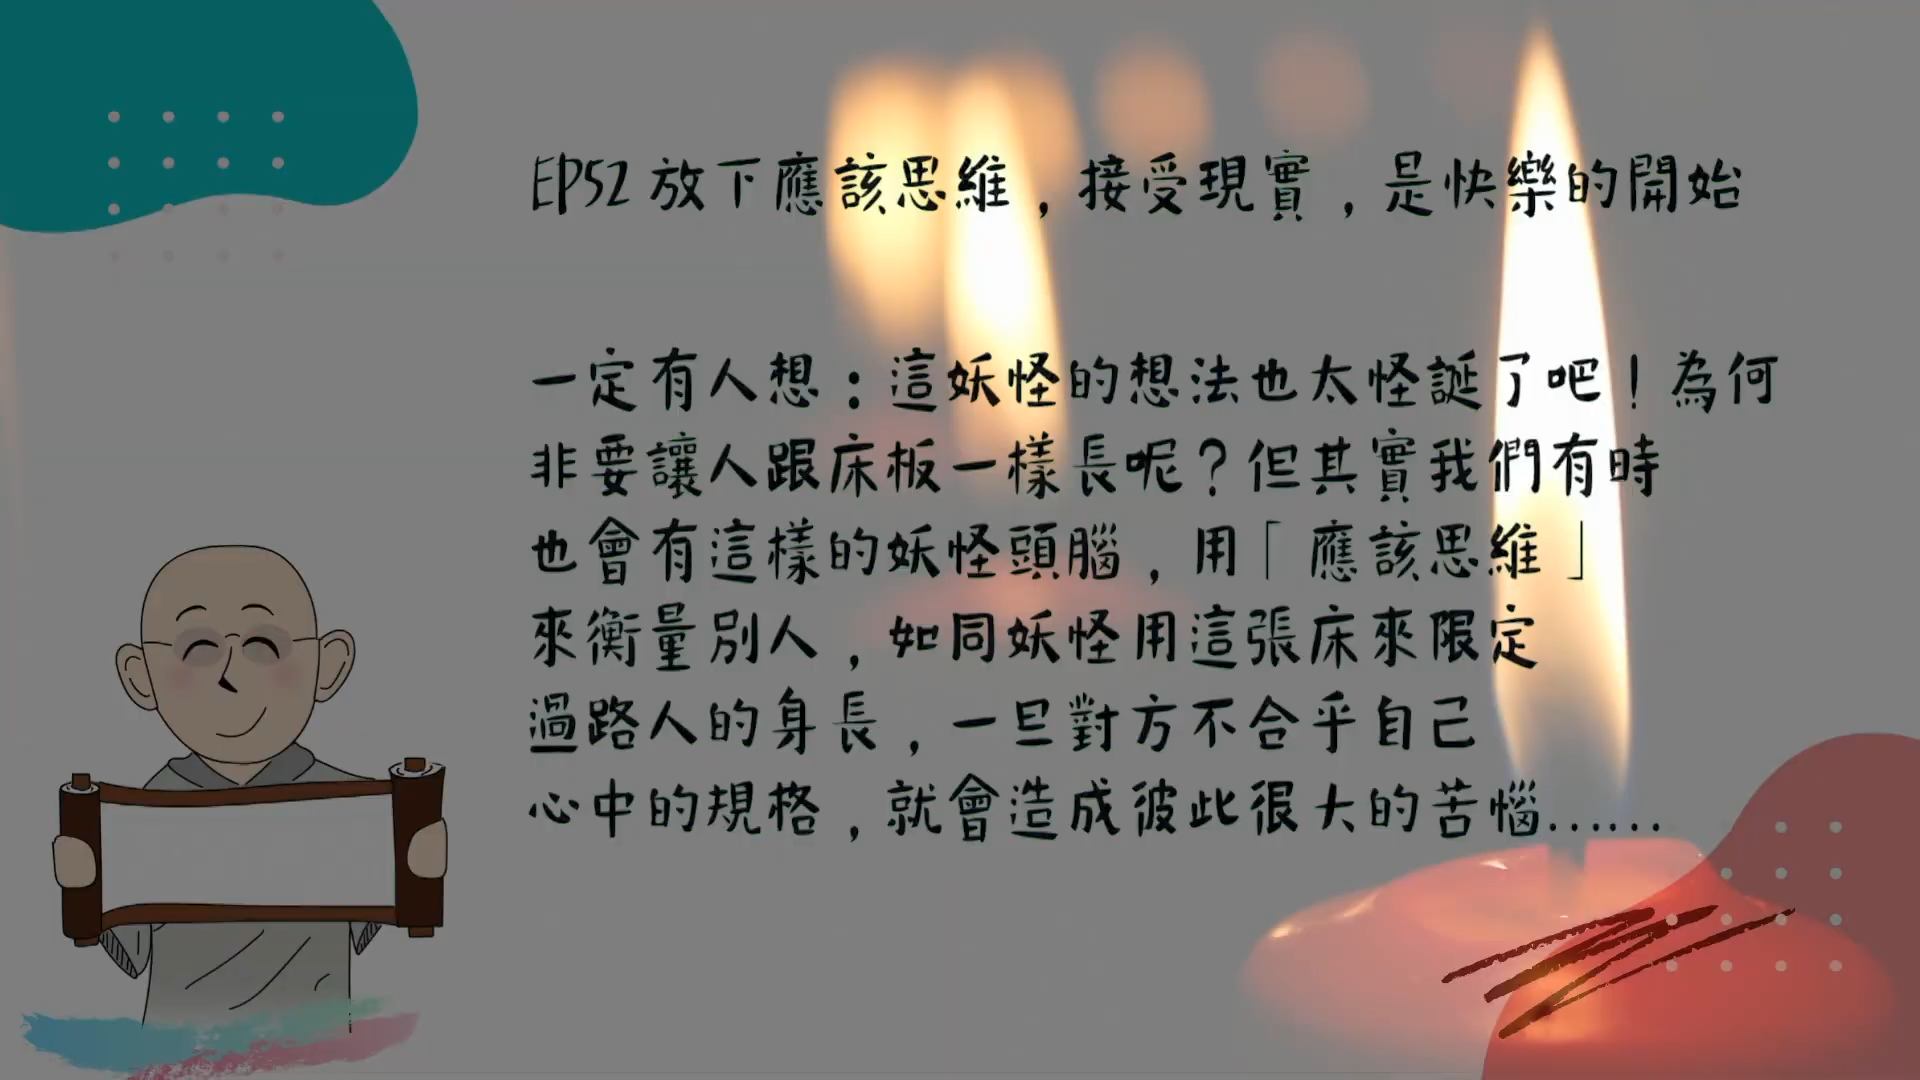 EP52 放下應該思維，接受現實，是快樂的開始
一定有人想：這妖怪的想法也太怪誕了吧！為何
非要讓人跟床板一樣長呢？但其實我們有時
也會有這樣的妖怪頭腦，用「應該思維」
來衡量別人，如同妖怪用這張床來限定
過路人的身長，一旦對方不合乎自己
心中的規格，就會造成彼此很大的苦惱......